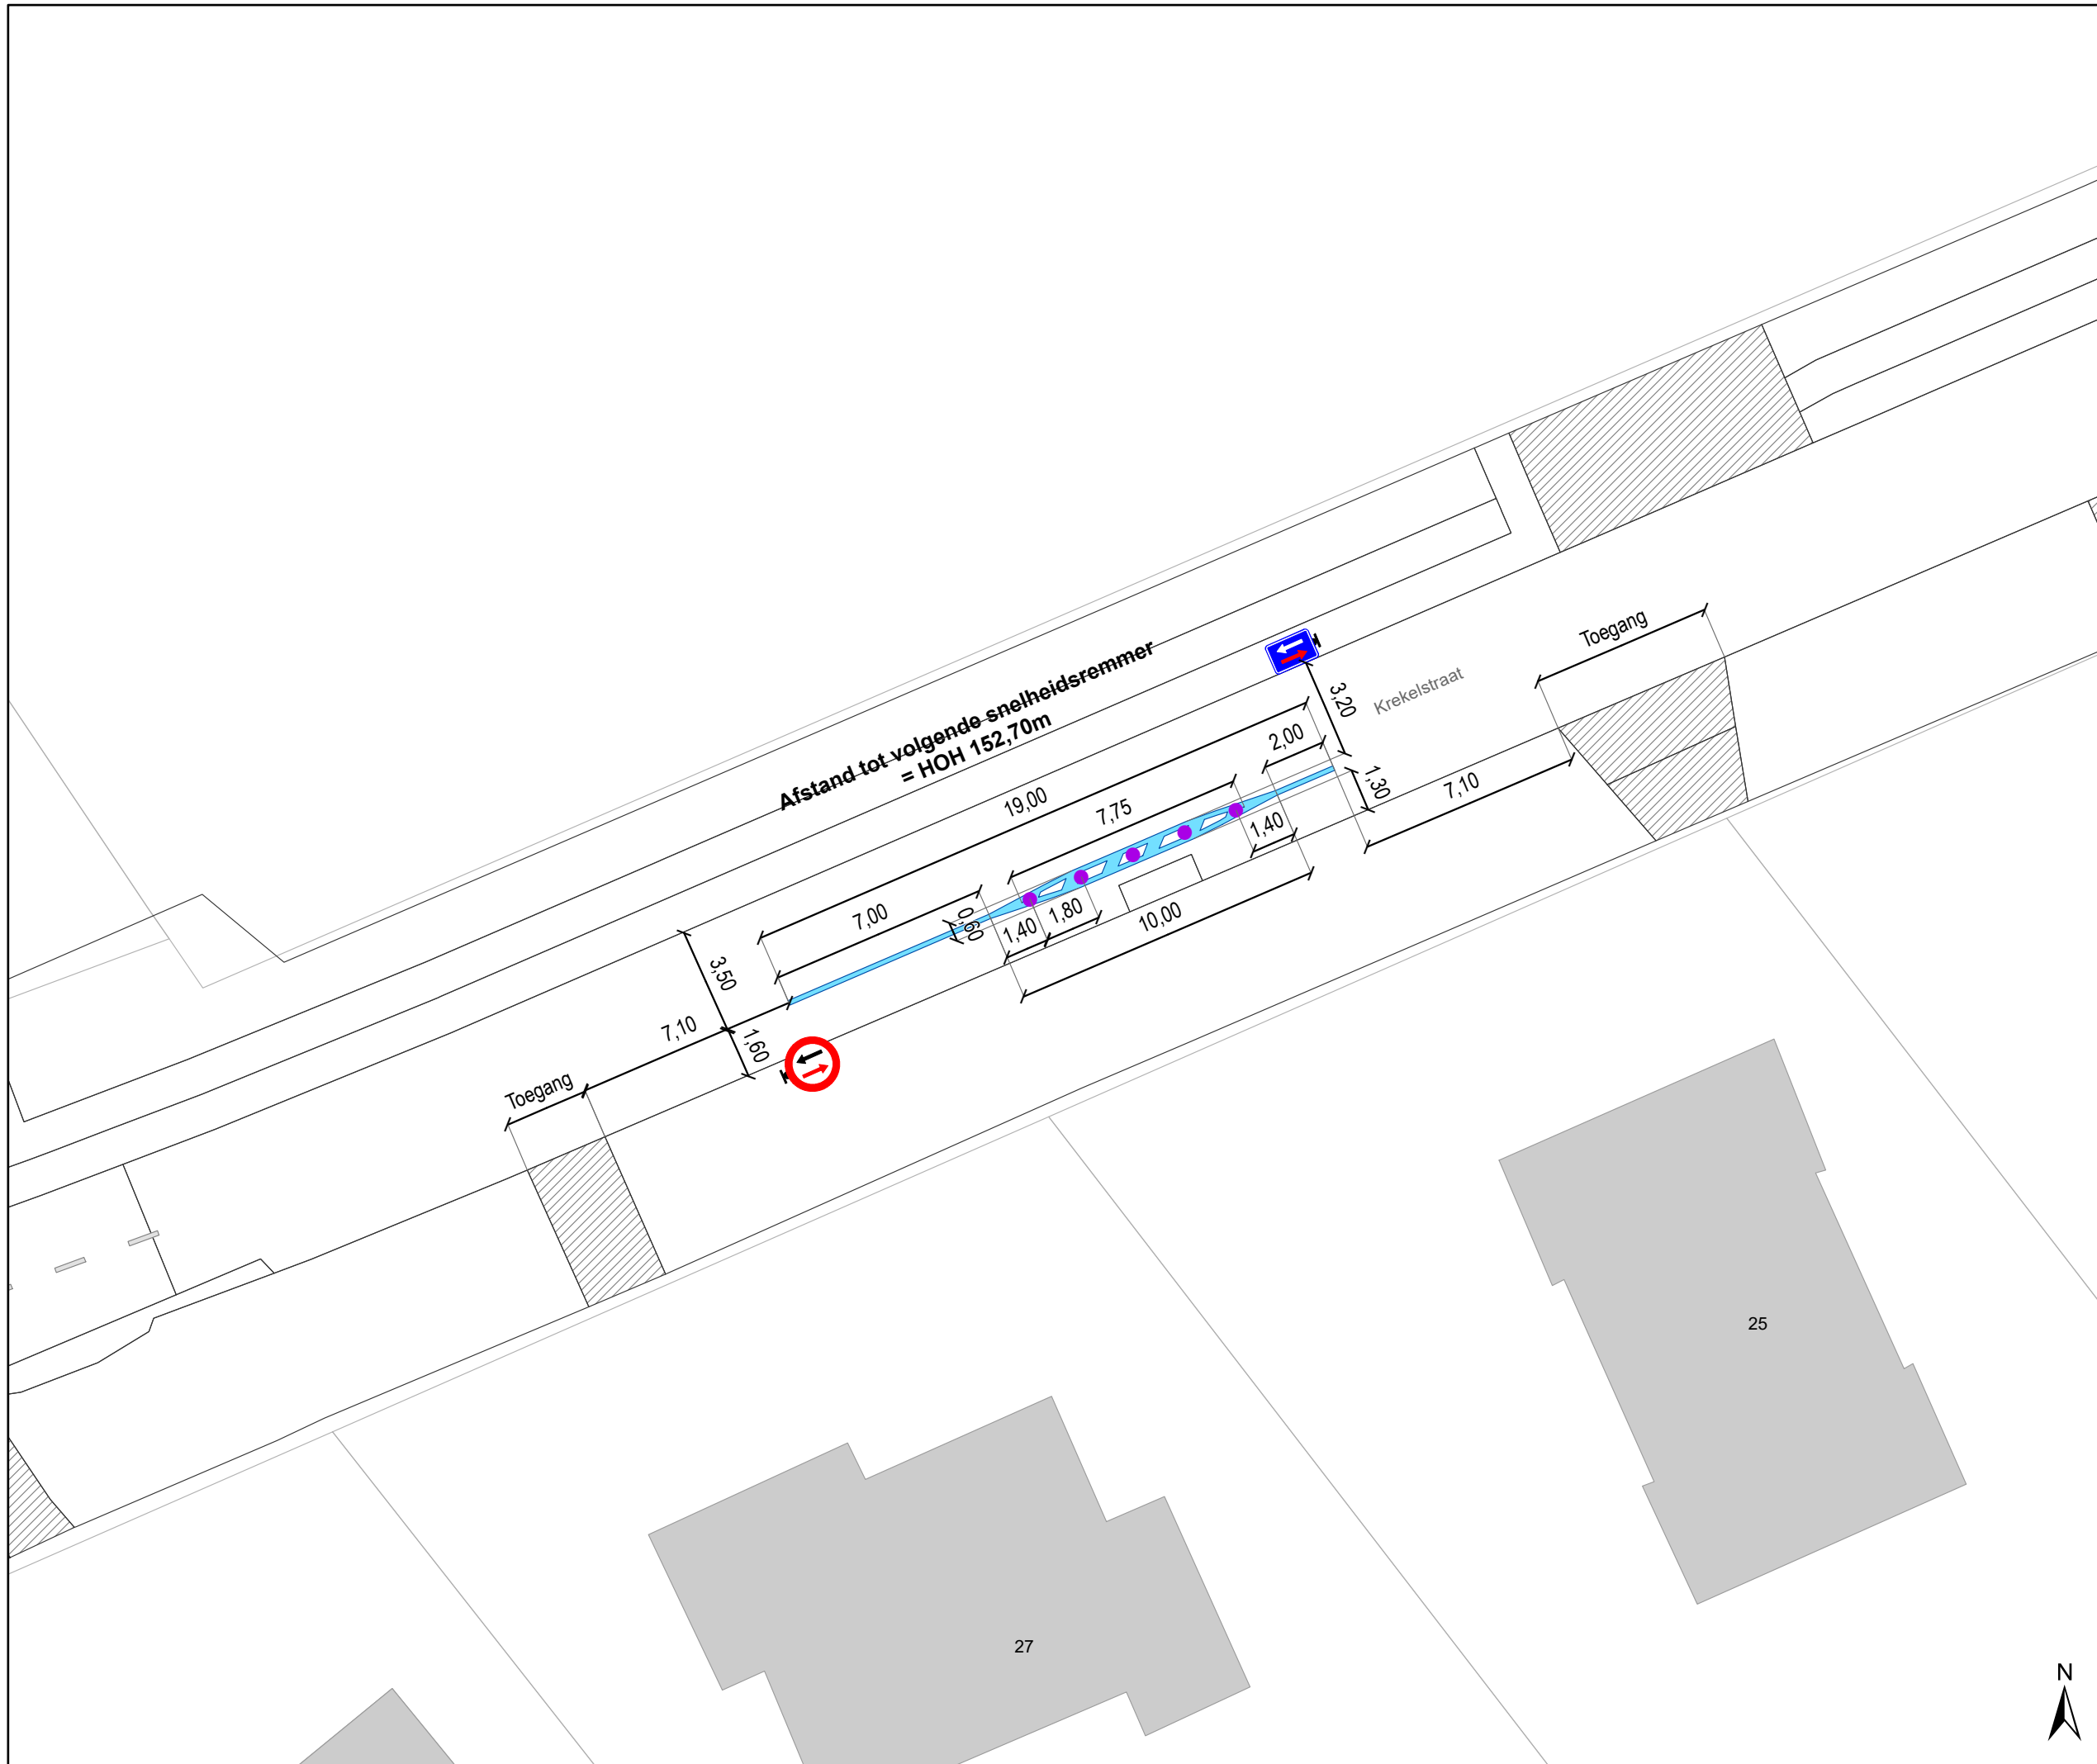 Afstand tot volgende snelheidsremmer
= HOH 152,70m
Toegang
3,20
Krekelstraat
2,00
19,00
1,30
7,10
7,75
1,40
7,00
0,60
1,40
1,80
10,00
3,50
7,10
1,60
Toegang
25
27
N